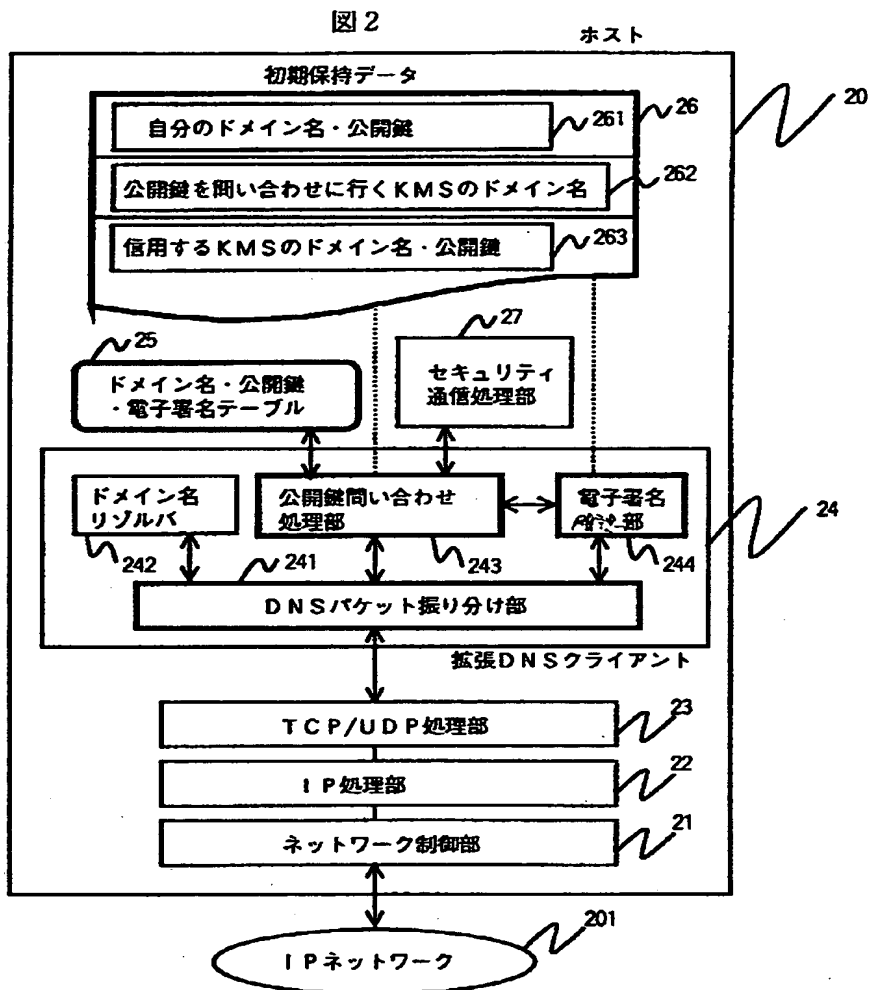 図2
ホスト
初期保持データ
20
自分のドメイン名・公開鍵
261
26
公開鍵を問い合わせに行くKMSのドメイン名
262
信用するKMSのドメイン名・公開鍵
263
25
27
ドメイン名・公開鍵
・電子署名テーブル
セキュリティ
通信処理部
ドメイン名
リゾルバ
公開鍵問い合わせ
処理部
電子署名
部
24
242
241
243
244
DNSパケット振り分け部
拡張DNSクライアント
TCP/UDP処理部
23
IP処理部
22
ネットワーク制御部
21
201
IPネットワーク